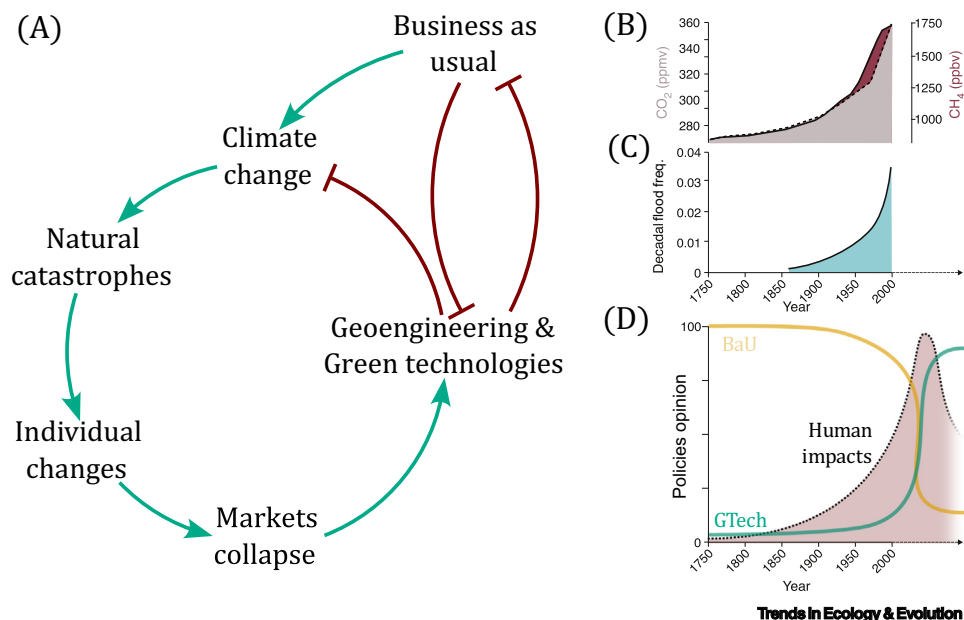 (A)
Business as
usual
Climate
change
Natural
catastrophes
Individual
changes
Markets
collapse
Geoengineering &
Green technologies
(B)
CO2 (ppmv)
360
340
320
300
280
1750
1500
1250
1000
CH4 (ppbv)
(C)
Decadal flood freq.
0.04
0.03
0.02
0.01
0
1750
1800
1850
1900
1950
2000
Year
(D)
Policies opinion
100
0
BaU
Human
impacts
GTech
1750
1800
1850
1900
1950
2000
Year
Trends in Ecology & Evolution